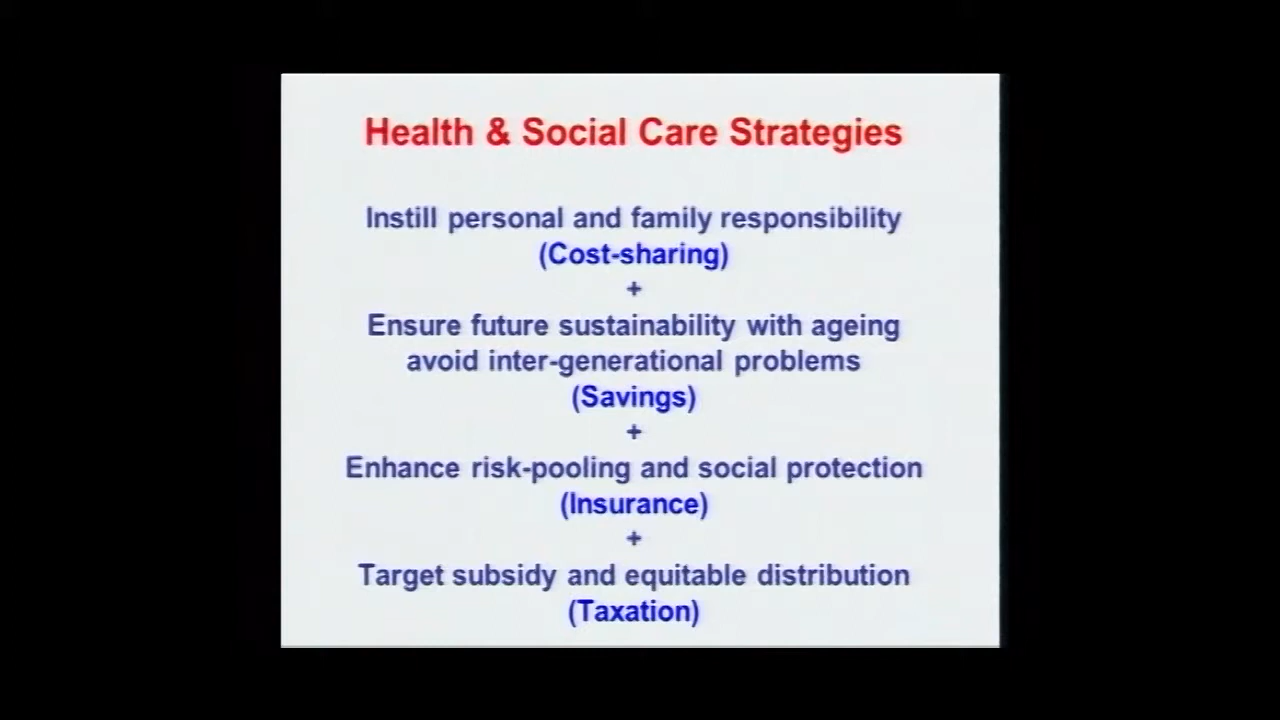 Health & Social Care Strategies
Instill personal and family responsibility
(Cost-sharing)
+
Ensure future sustainability with ageing
avoid inter-generational problems
(Savings)
+
Enhance risk-pooling and social protection
(Insurance)
+
Target subsidy and equitable distribution
(Taxation)